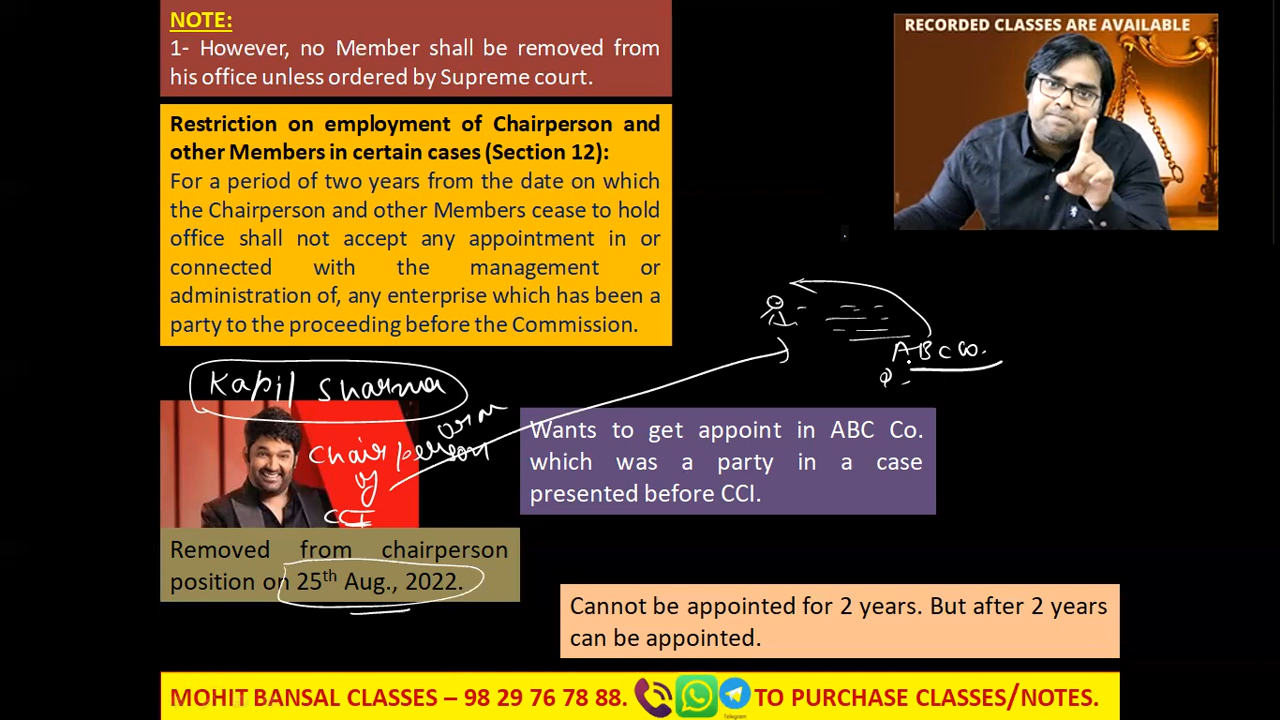 NOTE:
1- However, no Member shall be removed from
his office unless ordered by Supreme court.
RECORDED CLASSES ARE AVAILABLE
Restriction on employment of Chairperson and
other Members in certain cases (Section 12):
For a period of two years from the date on which
the Chairperson and other Members cease to hold
office shall not accept any appointment in or
connected with the management or
administration of, any enterprise which has been a
party to the proceeding before the Commission.
ABC Co.
Kapil Sharma
or m
Chairperson
of
CCI
Wants to get appoint in ABC Co.
which was a party in a case
presented before CCI.
Removed from chairperson
position on 25th Aug., 2022.
Cannot be appointed for 2 years. But after 2 years
can be appointed.
MOHIT BANSAL CLASSES – 98 29 76 78 88. TO PURCHASE CLASSES/NOTES.
Telegram